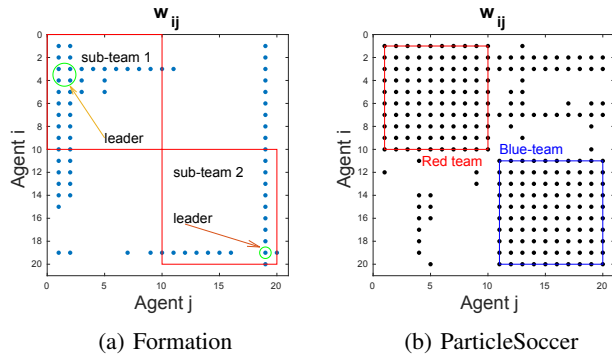 w_ij
w_ij
0
2
4
6
8
10
12
14
16
18
20
Agent i
sub-team 1
leader
sub-team 2
leader
0
5
10
15
20
Agent j
0
2
4
6
8
10
12
14
16
18
20
Agent i
Red team
Blue-team
0
5
10
15
20
Agent j
(a) Formation
(b) ParticleSoccer